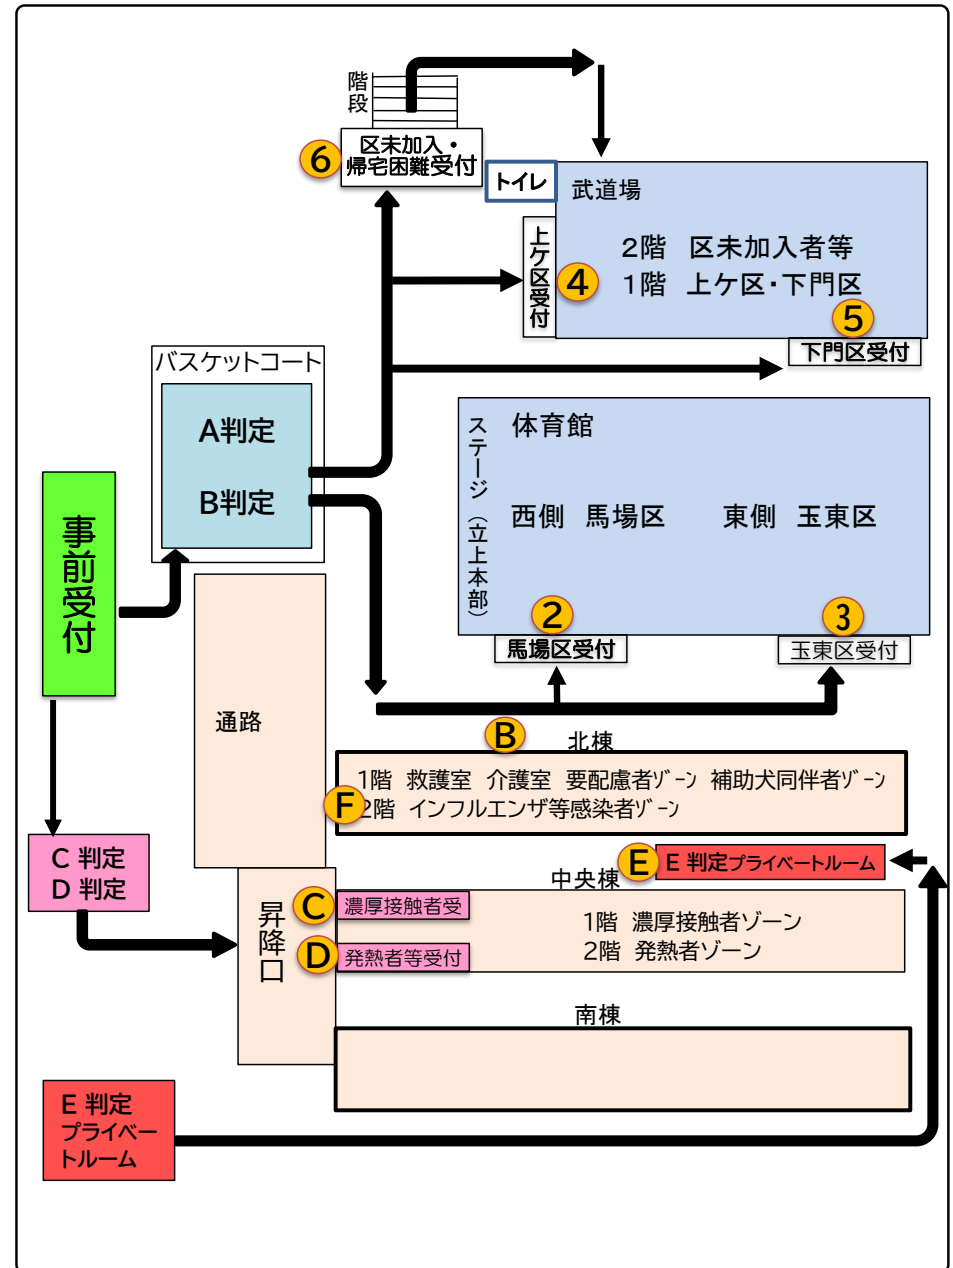 階段
区未加入・
帰宅困難受付
6
トイレ
武道場
2階 区未加入者等
1階 上ケ区・下門区
上ケ区受付
4
5
下門区受付
バスケットコート
A判定
B判定
体育館
ステージ（立上本部）
西側 馬場区 東側 玉東区
2
3
馬場区受付
玉東区受付
事前受付
通路
B
北棟
1階 救護室 介護室 要配慮者ゾーン 補助犬同伴者ゾーン
F
2階 インフルエンザ等感染者ゾーン
C 判定
D 判定
E
E 判定プライベートルーム
中央棟
昇降口
C
濃厚接触者受
1階 濃厚接触者ゾーン
D
発熱者等受付
2階 発熱者ゾーン
南棟
E 判定
プライベー
トルーム